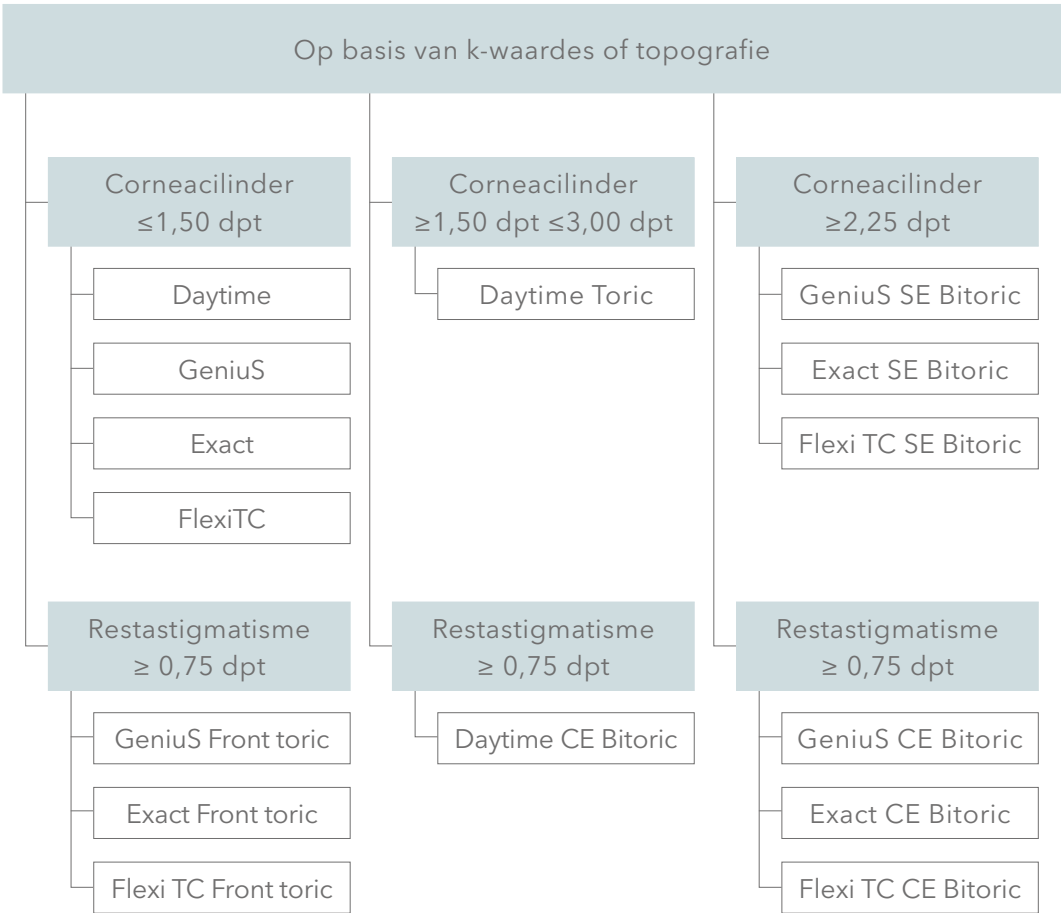 Op basis van k-waardes of topografie
Corneacilinder
≤1,50 dpt
Daytime
GeniuS
Exact
FlexiTC
Restastigmatisme
≥ 0,75 dpt
GeniuS Front toric
Exact Front toric
Flexi TC Front toric
Corneacilinder
≥1,50 dpt ≤3,00 dpt
Daytime Toric
Restastigmatisme
≥ 0,75 dpt
Daytime CE Bitoric
Corneacilinder
≥2,25 dpt
GeniuS SE Bitoric
Exact SE Bitoric
Flexi TC SE Bitoric
Restastigmatisme
≥ 0,75 dpt
GeniuS CE Bitoric
Exact CE Bitoric
Flexi TC CE Bitoric